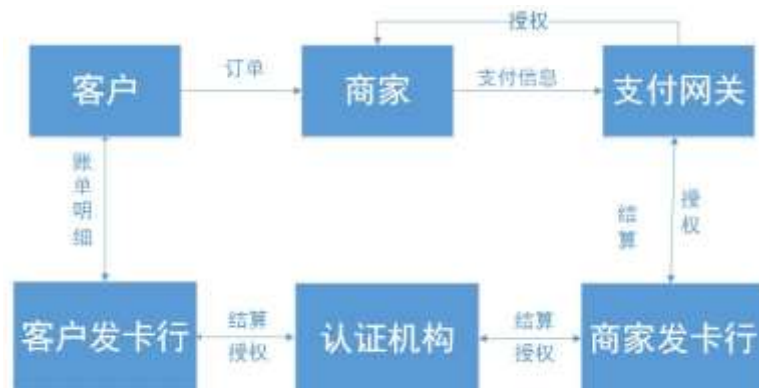 授权
客户
订单
商家
支付信息
支付网关
账单明细
结算
授权
客户发卡行
结算
授权
认证机构
结算
授权
商家发卡行